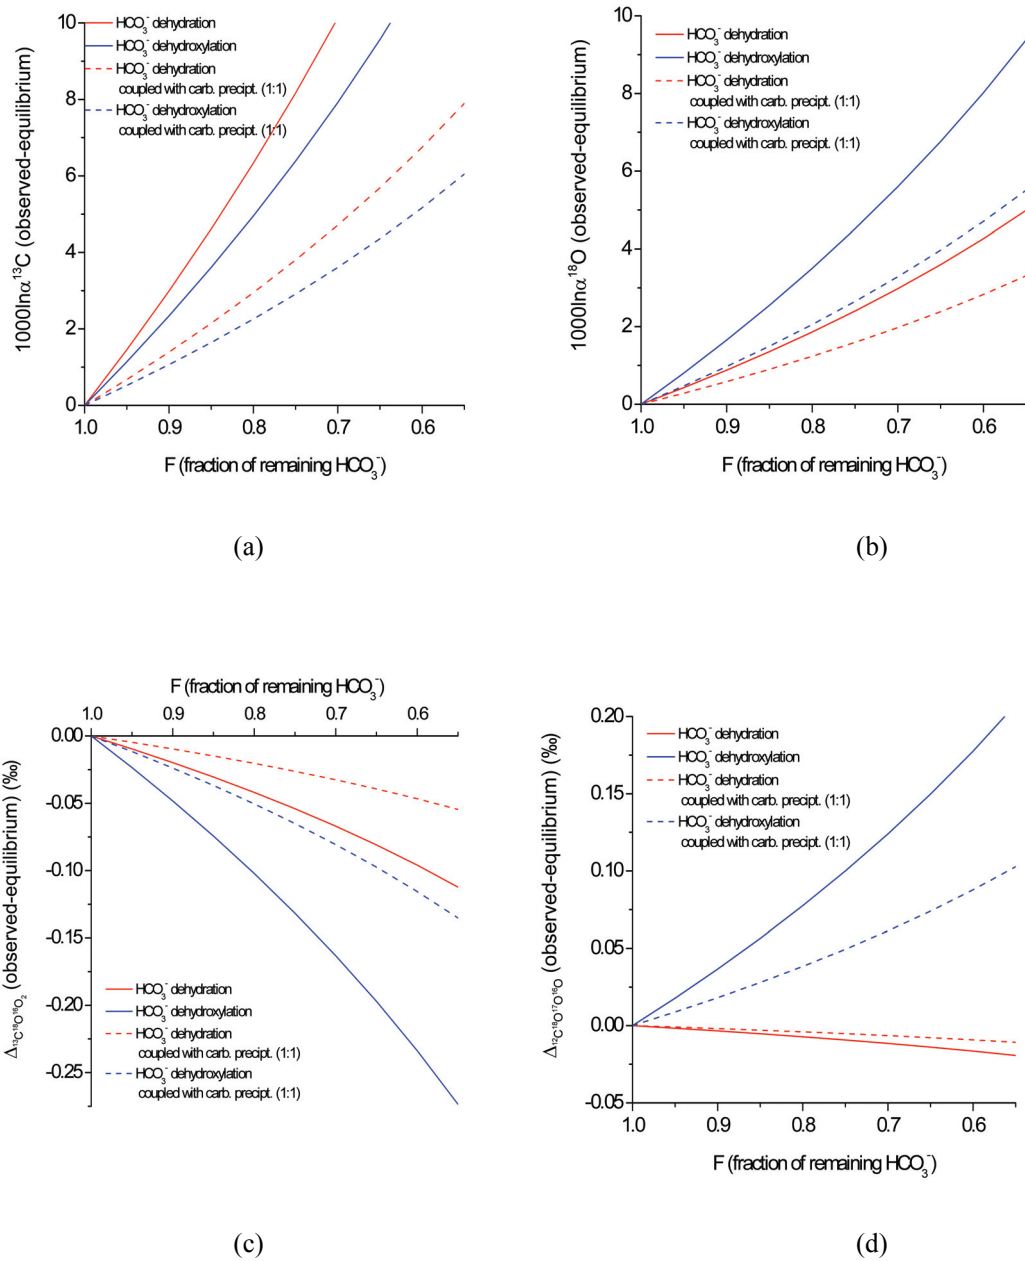 HCO₃⁻ dehydration
HCO₃⁻ dehydroxylation
HCO₃⁻ dehydration
coupled with carb. precipt. (1:1)
HCO₃⁻ dehydroxylation
coupled with carb. precipt. (1:1)
1000lnα¹³C (observed-equilibrium)
10
8
6
4
2
0
1.0 0.9 0.8 0.7 0.6
F (fraction of remaining HCO₃⁻)
(a)
HCO₃⁻ dehydration
HCO₃⁻ dehydroxylation
HCO₃⁻ dehydration
coupled with carb. precipt. (1:1)
HCO₃⁻ dehydroxylation
coupled with carb. precipt. (1:1)
1000lnα¹⁸O (observed-equilibrium)
10
8
6
4
2
0
1.0 0.9 0.8 0.7 0.6
F (fraction of remaining HCO₃⁻)
(b)
F (fraction of remaining HCO₃⁻)
1.0 0.9 0.8 0.7 0.6
0.00
-0.05
-0.10
-0.15
-0.20
-0.25
Δ₁₃C₁₈O₁₆O₂ (observed-equilibrium) (‰)
HCO₃⁻ dehydration
HCO₃⁻ dehydroxylation
HCO₃⁻ dehydration
coupled with carb. precipt. (1:1)
HCO₃⁻ dehydroxylation
coupled with carb. precipt. (1:1)
(c)
HCO₃⁻ dehydration
HCO₃⁻ dehydroxylation
HCO₃⁻ dehydration
coupled with carb. precipt. (1:1)
HCO₃⁻ dehydroxylation
coupled with carb. precipt. (1:1)
Δ₁₂C₁₈O₁₇O₁₆O (observed-equilibrium) (‰)
0.20
0.15
0.10
0.05
0.00
-0.05
1.0 0.9 0.8 0.7 0.6
F (fraction of remaining HCO₃⁻)
(d)